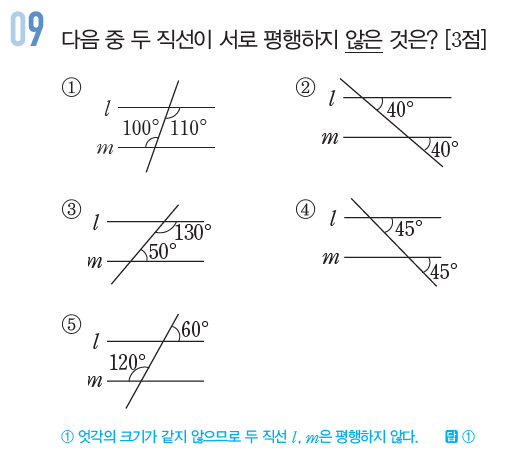 09 다음 중 두 직선이 서로 평행하지 않은 것은? [3점]
① l 100° 110° m
② l 40° m 40°
③ l 130° m 50°
④ l 45° m 45°
⑤ l 60° 120° m
① 엇각의 크기가 같지 않으므로 두 직선 l, m은 평행하지 않다. 답 ①